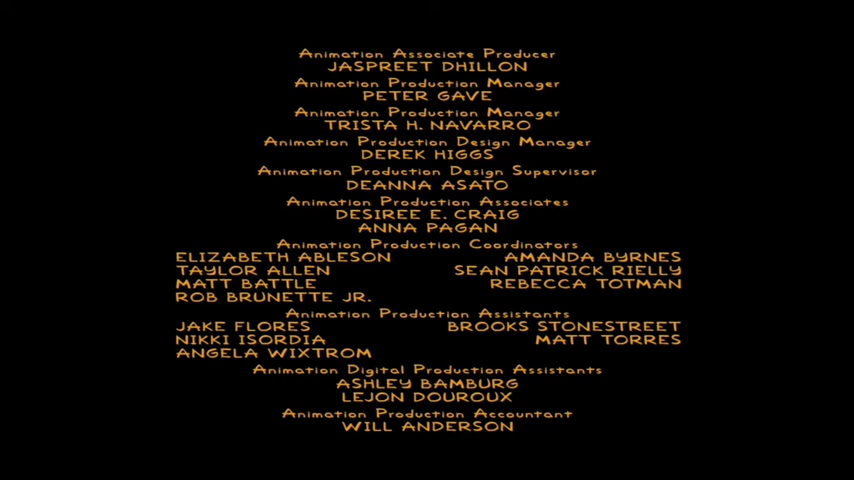 Animation Associate Producer
JASPREET DHILLON
Animation Production Manager
PETER GAVE
Animation Production Manager
TRISTA H. NAVARRO
Animation Production Design Manager
DEREK HIGGS
Animation Production Design Supervisor
DEANNA ASATO
Animation Production Associates
DESIREE E. CRAIG
ANNA PAGAN
Animation Production Coordinators
ELIZABETH ABLESON AMANDA BYRNES
TAYLOR ALLEN SEAN PATRICK RIELLY
MATT BATTLE REBECCA TOTMAN
ROB BRUNETTE JR.
Animation Production Assistants
JAKE FLORES BROOKS STONESTREET
NIKKI ISORDIA MATT TORRES
ANGELA WIXTROM
Animation Digital Production Assistants
ASHLEY BAMBURG
LEJON DOUROUX
Animation Production Accountant
WILL ANDERSON